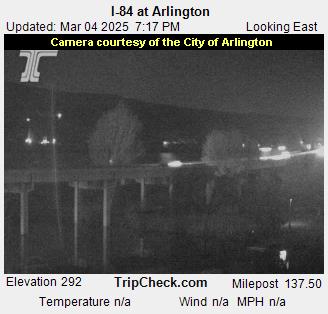 I-84 at Arlington
Updated: Mar 04 2025 7:17 PM Looking East
Camera courtesy of the City of Arlington
Elevation 292 TripCheck.com Milepost 137.50
Temperature n/a Wind n/a MPH n/a